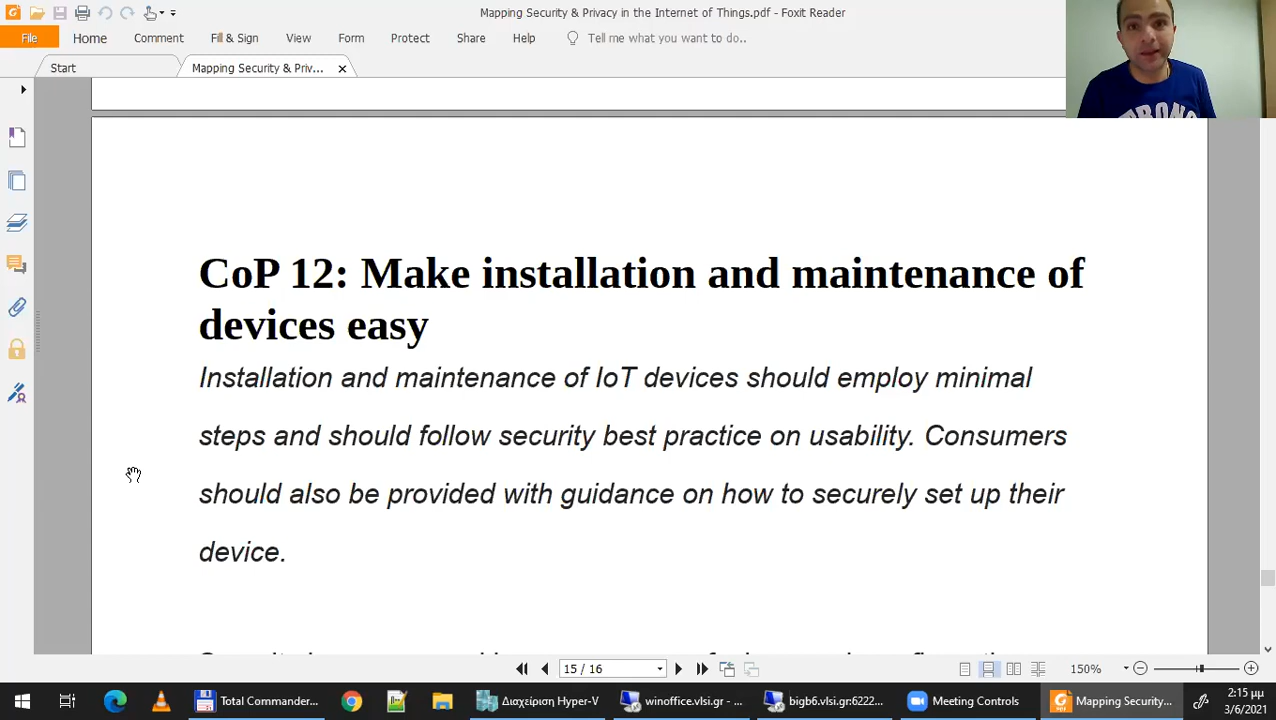 Mapping Security & Privacy in the Internet of Things.pdf - Foxit Reader
File Home Comment Fill & Sign View Form Protect Share Help Tell me what you want to do..
Start Mapping Security & Priv...
CoP 12: Make installation and maintenance of
devices easy
Installation and maintenance of IoT devices should employ minimal
steps and should follow security best practice on usability. Consumers
should also be provided with guidance on how to securely set up their
device.
15 / 16 150%
Total Commander... Διαχείριση Hyper-V winoffice.vlsi.gr - ... bigb6.vlsi.gr:6222... Meeting Controls Mapping Security...
2:15 μμ
3/6/2021